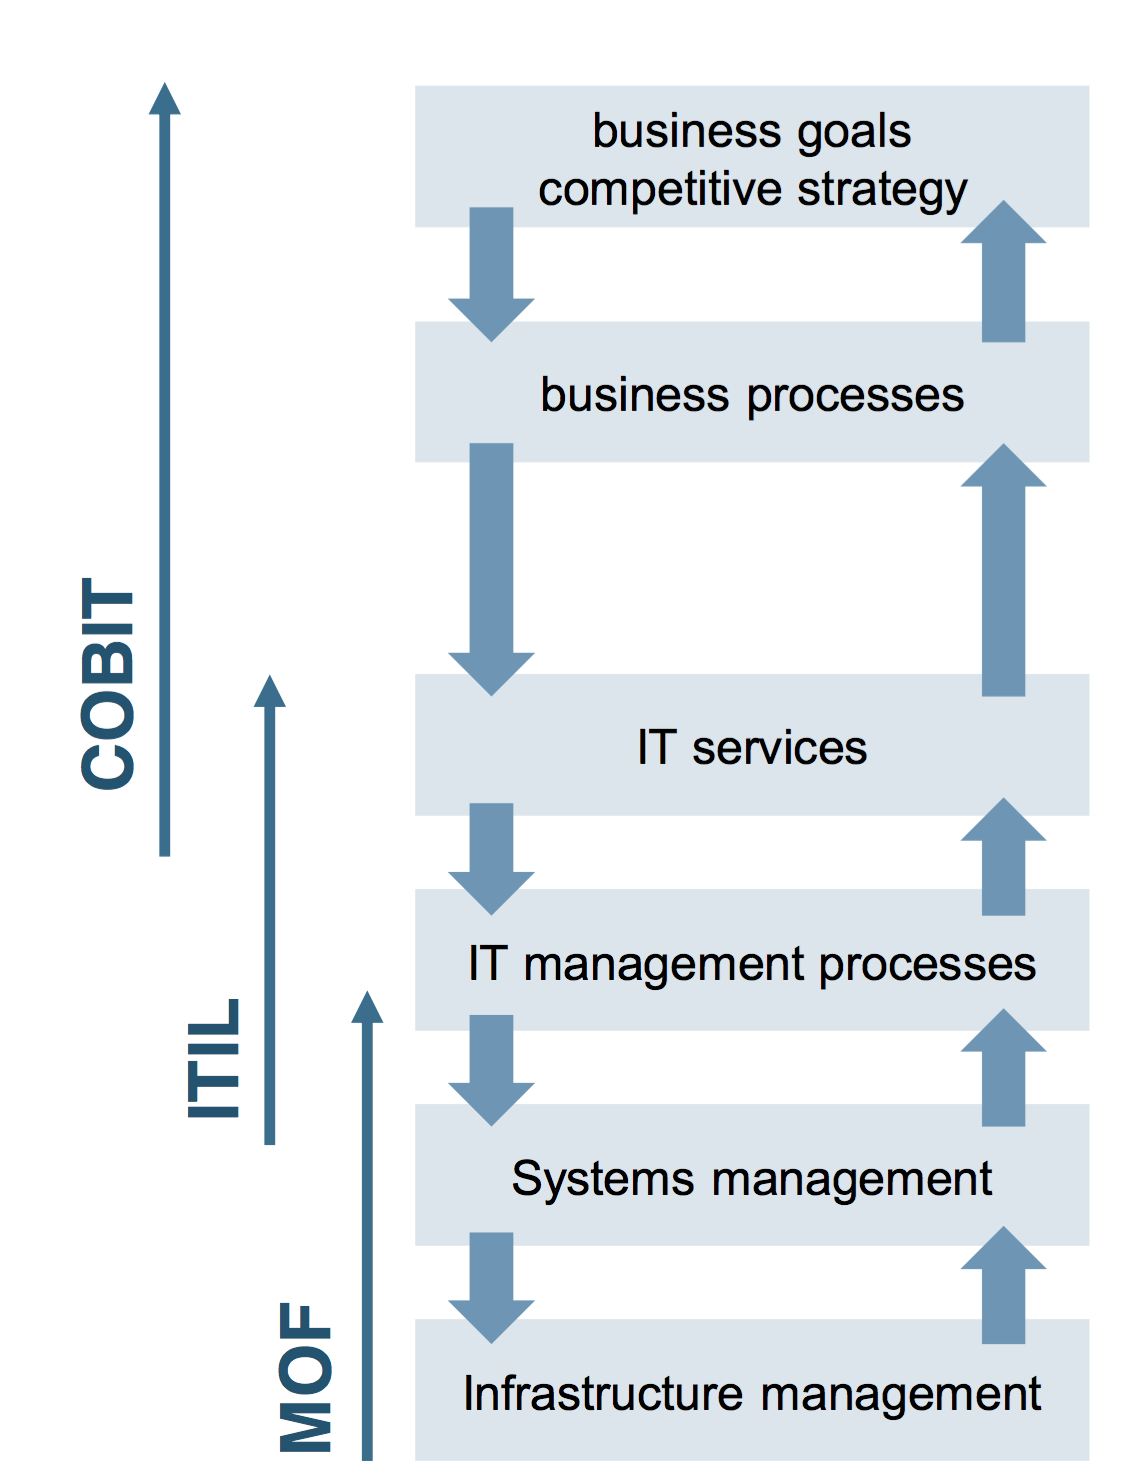 business goals
competitive strategy
business processes
COBIT
IT services
IT management processes
ITIL
Systems management
MOF
Infrastructure management